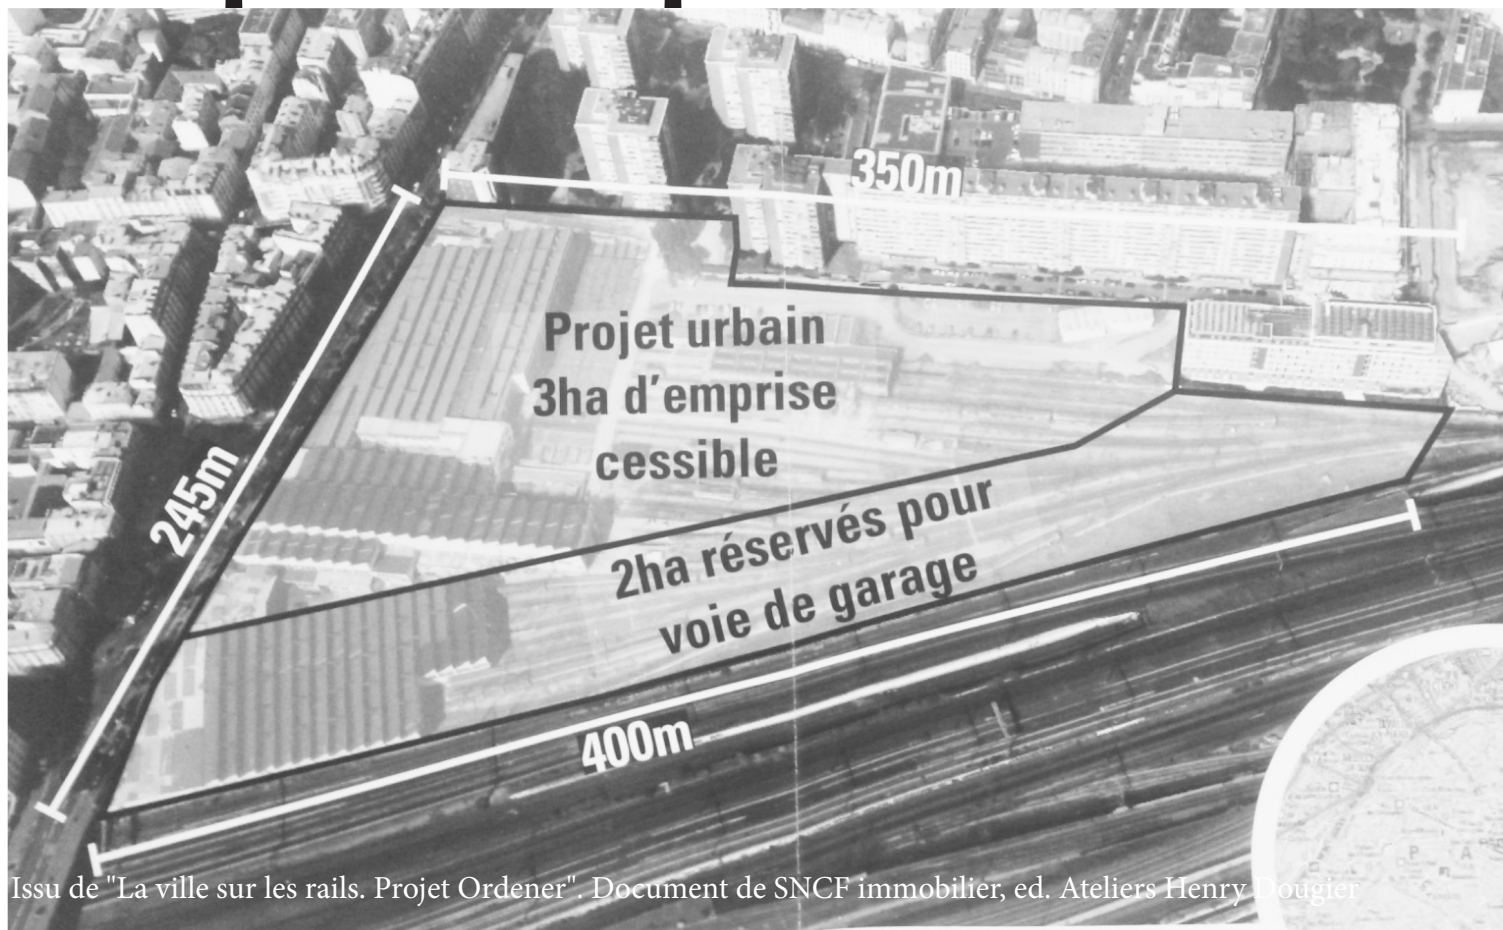 350m
Projet urbain
3ha d'emprise
cessible
245m
2ha réservés pour
voie de garage
400m
Issu de "La ville sur les rails. Projet Ordener". Document de SNCF immobilier, ed. Ateliers Henry Dougier
P A